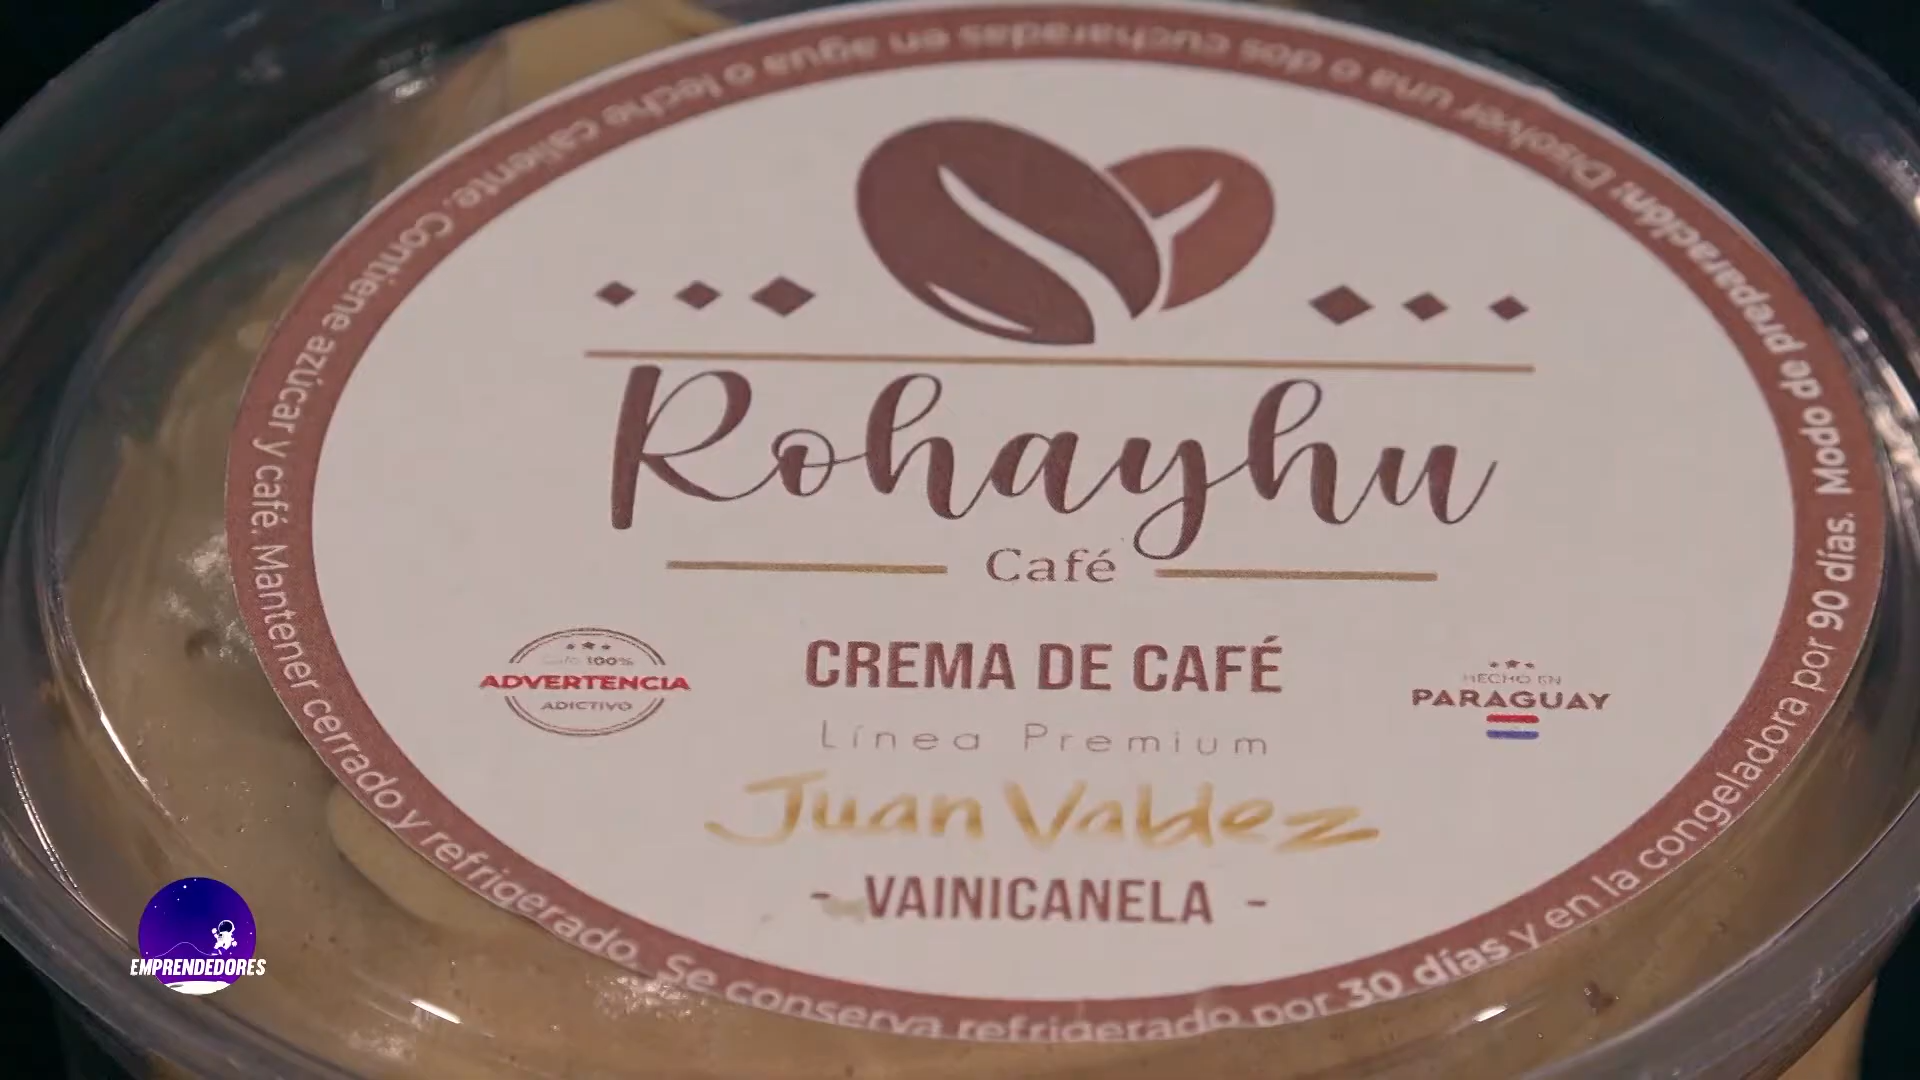 Modo de preparación: Disolver una o dos cucharadas en agua o leche caliente. Contiene azúcar y café. Mantener cerrado y refrigerado. Se conserva refrigerado por 30 días y en la congeladora por 90 días.
Rohayhu
Café
100%
ADVERTENCIA
ADICTIVO
CREMA DE CAFÉ
Línea Premium
HECHO EN
PARAGUAY
Juan Valdez
- VAINICANELA -
EMPRENDEDORES